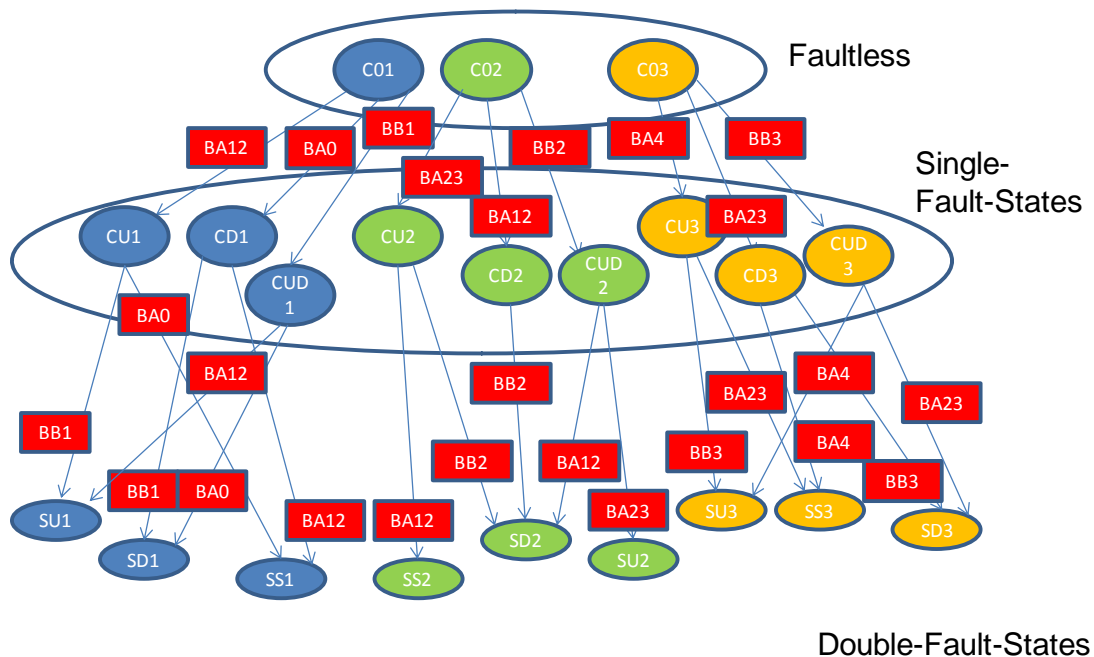 Faultless
C01
C02
C03
BA12
BA0
BB1
BB2
BA4
BB3
Single-
Fault-States
BA23
BA12
BA23
CU1
CD1
CU2
CU3
CUD
3
CUD
1
CD2
CUD
2
CD3
BA0
BA12
BB2
BA23
BA4
BA23
BB1
BB2
BA12
BB3
BA4
BB3
BB1
BA0
BA12
BA12
BA23
SU1
SD1
SS1
SS2
SD2
SU2
SU3
SS3
SD3
Double-Fault-States